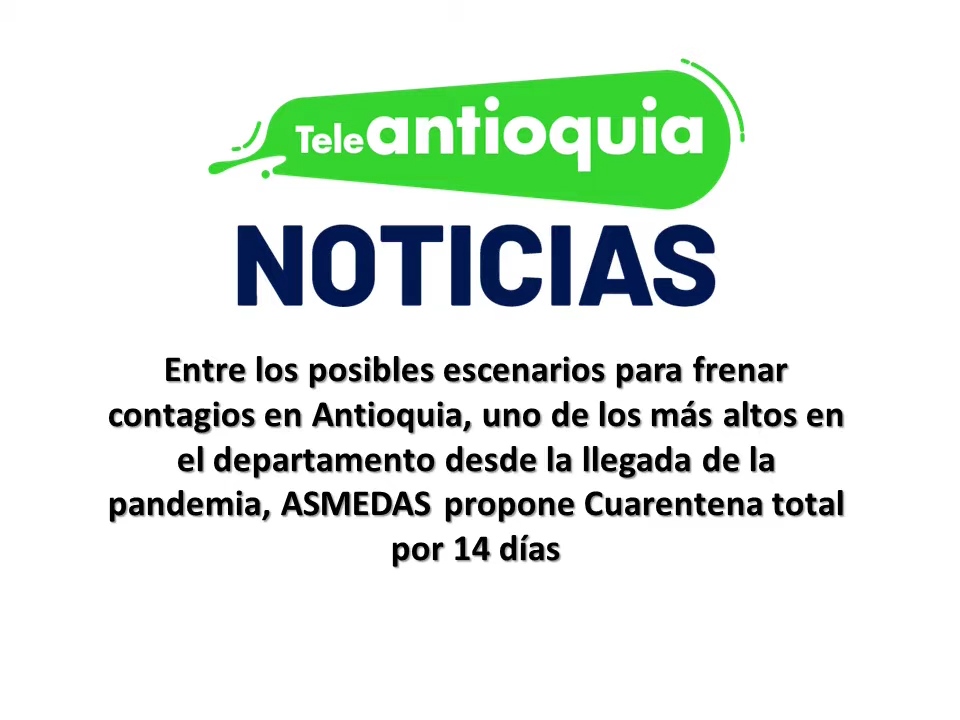 Teleantioquia
NOTICIAS
Entre los posibles escenarios para frenar
contagios en Antioquia, uno de los más altos en
el departamento desde la llegada de la
pandemia, ASMEDAS propone Cuarentena total
por 14 días